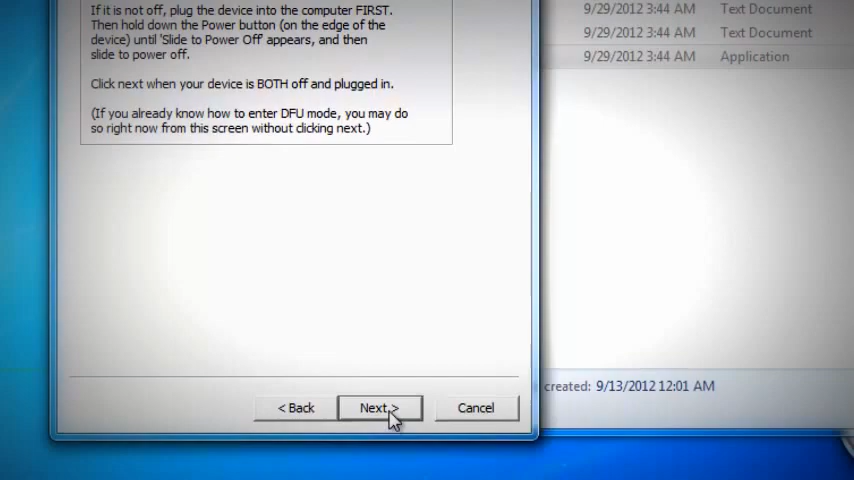 If it is not off, plug the device into the computer FIRST.
Then hold down the Power button (on the edge of the
device) until 'Slide to Power Off' appears, and then
slide to power off.
Click next when your device is BOTH off and plugged in.
(If you already know how to enter DFU mode, you may do
so right now from this screen without clicking next.)
< Back
Next >
Cancel
9/29/2012 3:44 AM Text Document
9/29/2012 3:44 AM Text Document
9/29/2012 3:44 AM Application
created: 9/13/2012 12:01 AM